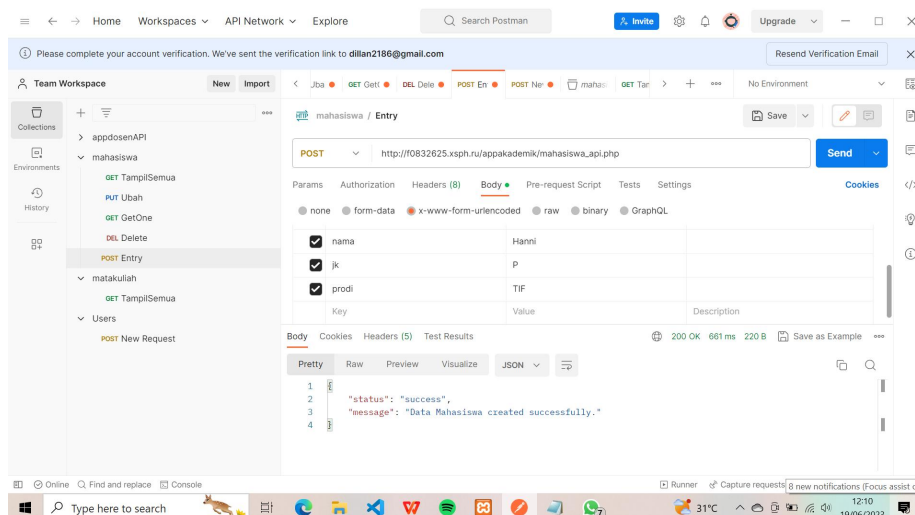 Home Workspaces API Network Explore Search Postman Invite Upgrade
Please complete your account verification. We've sent the verification link to dillan2186@gmail.com Resend Verification Email
Team Workspace New Import GET Get( DEL Dele POST En POST Ne mahas GET Tar No Environment
Collections
Environments
History
appdosenAPI
mahasiswa
GET TampilSemua
PUT Ubah
GET GetOne
DEL Delete
POST Entry
matakuliah
GET TampilSemua
Users
POST New Request
HTTP mahasiswa / Entry Save
POST http://f0832625.xsph.ru/appakademik/mahasiswa_api.php Send
Params Authorization Headers (8) Body Pre-request Script Tests Settings Cookies
none form-data x-www-form-urlencoded raw binary GraphQL
nama Hanni
jk P
prodi TIF
Key Value Description
Body Cookies Headers (5) Test Results 200 OK 661 ms 220 B Save as Example
Pretty Raw Preview Visualize JSON
1 {
2 "status": "success",
3 "message": "Data Mahasiswa created successfully."
4 }
Online Find and replace Console Runner Capture requests
8 new notifications (Focus assist
Type here to search 31°C 12:10
19/06/2023